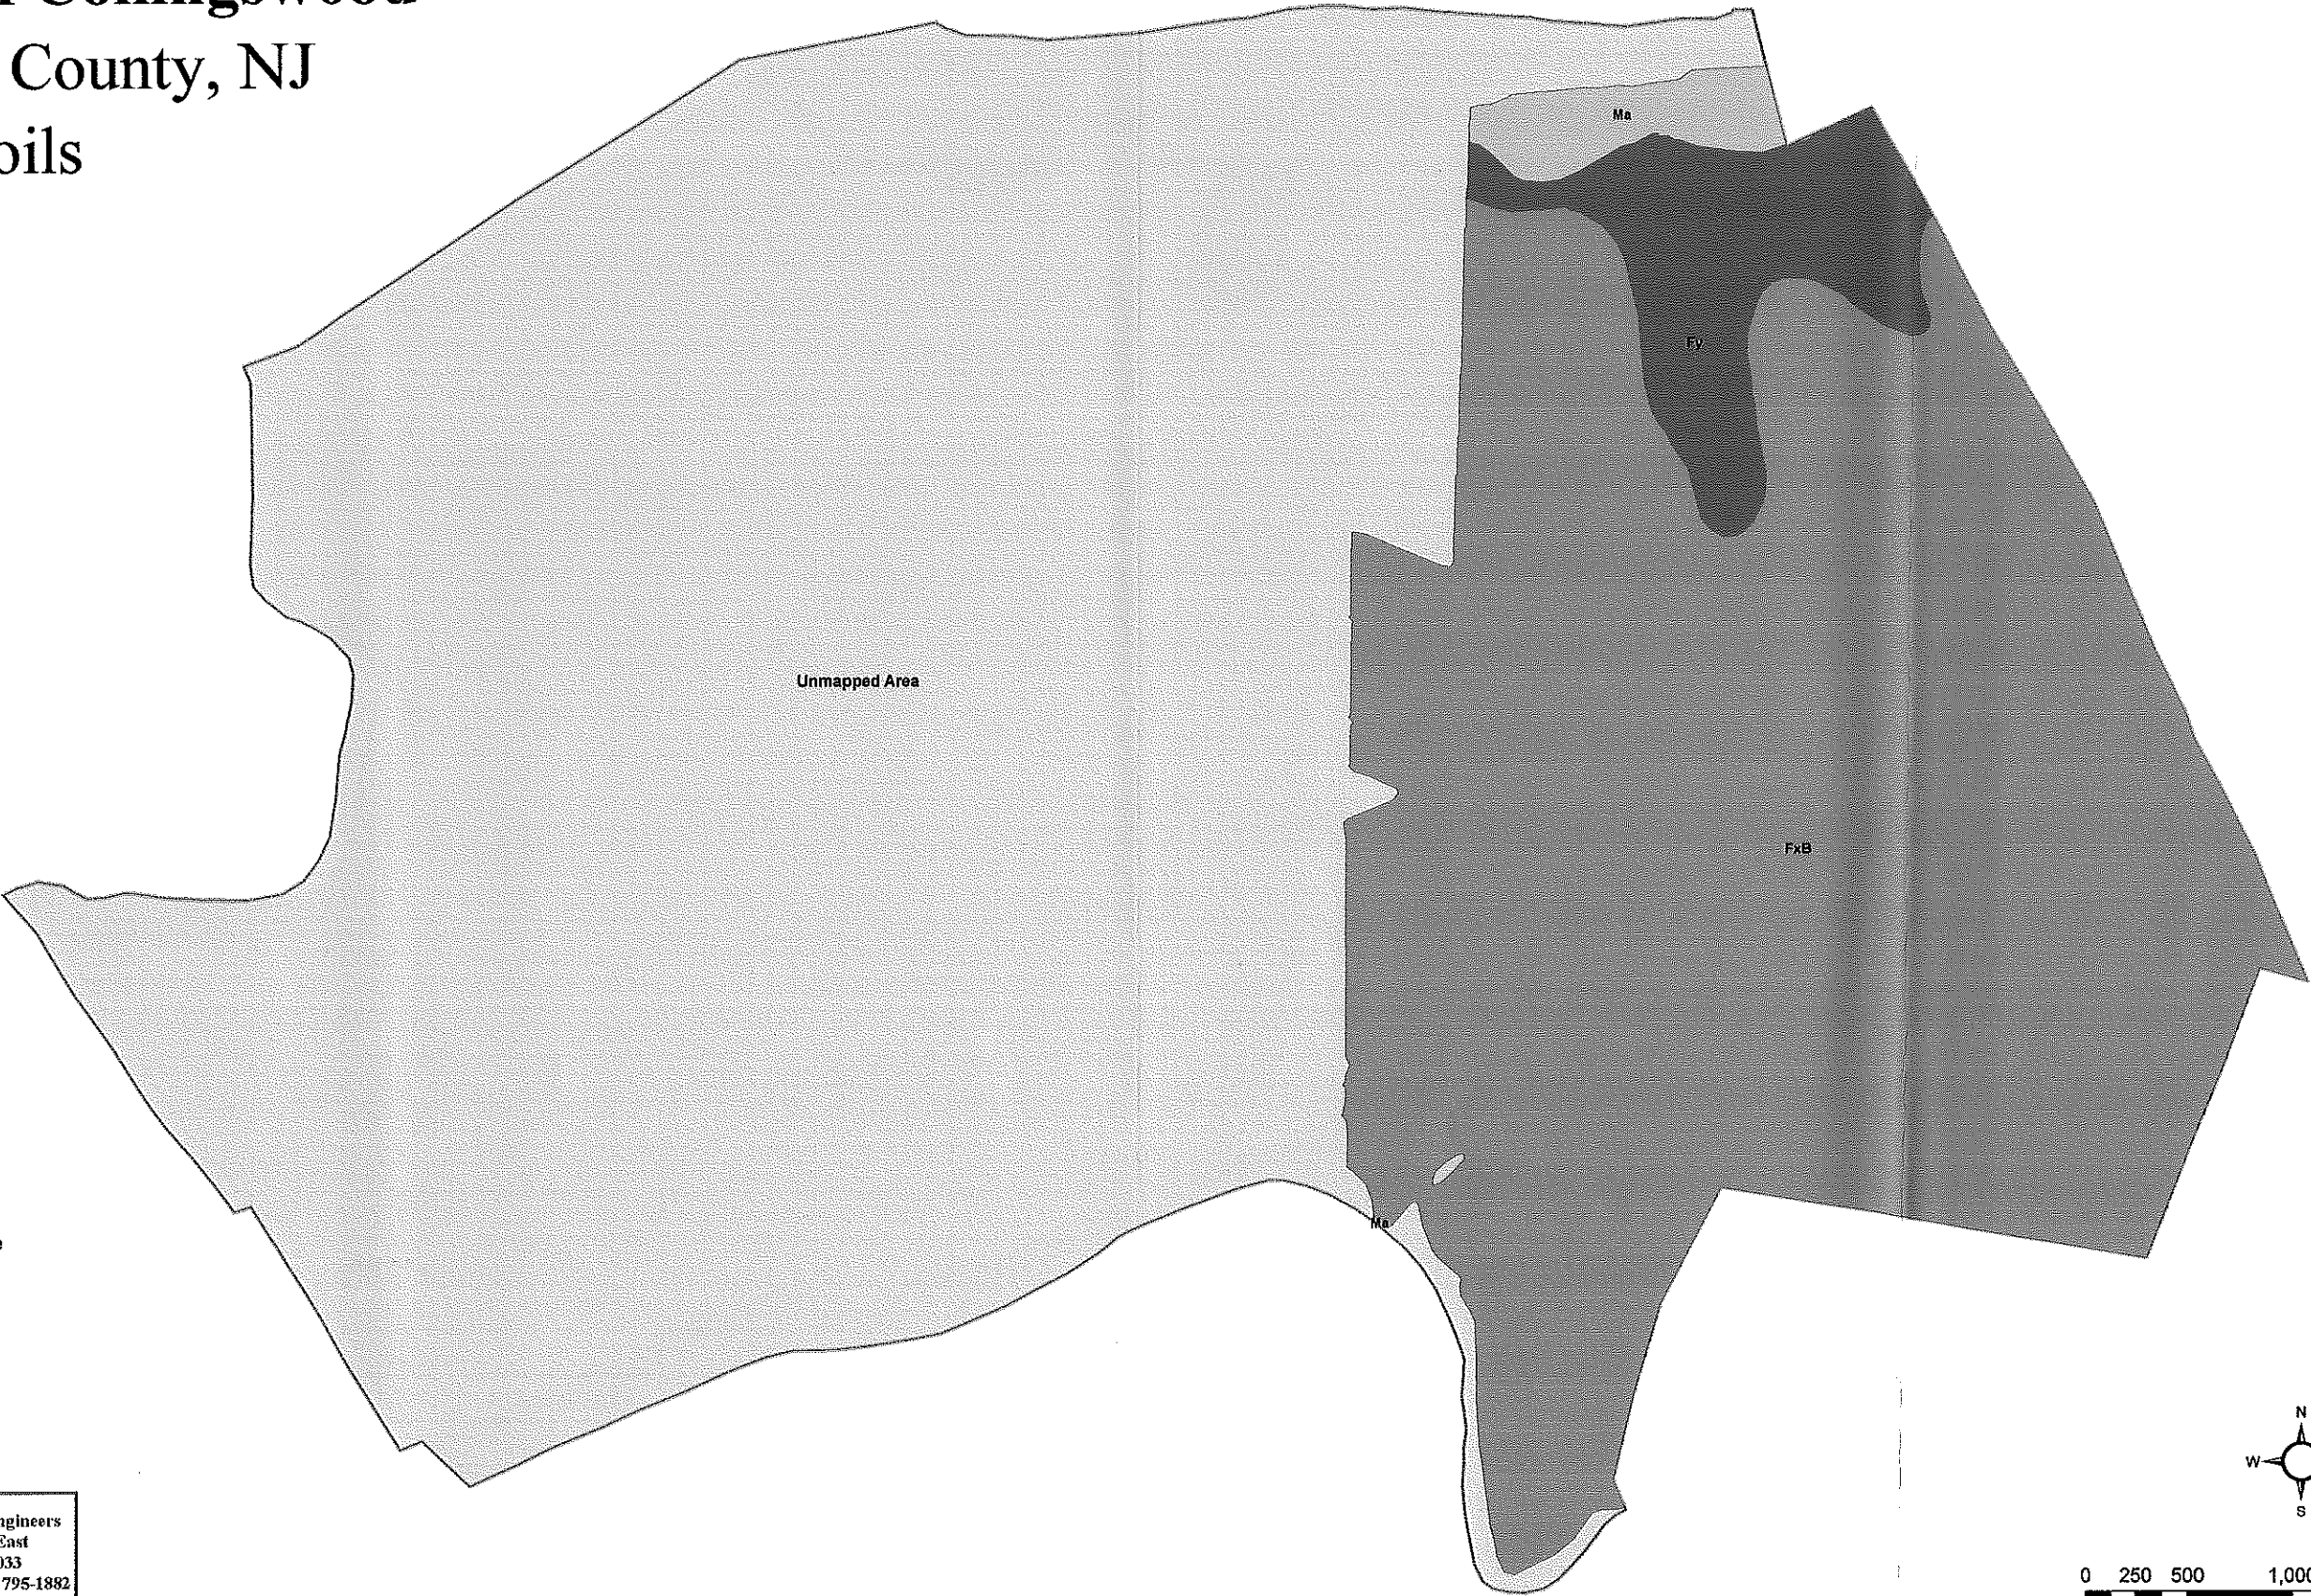 Collingswood
County, NJ
oils
Ma
Fy
Unmapped Area
FxB
Ma
e
N
W
S
ngineers
East
033
795-1882
0 250 500 1,000